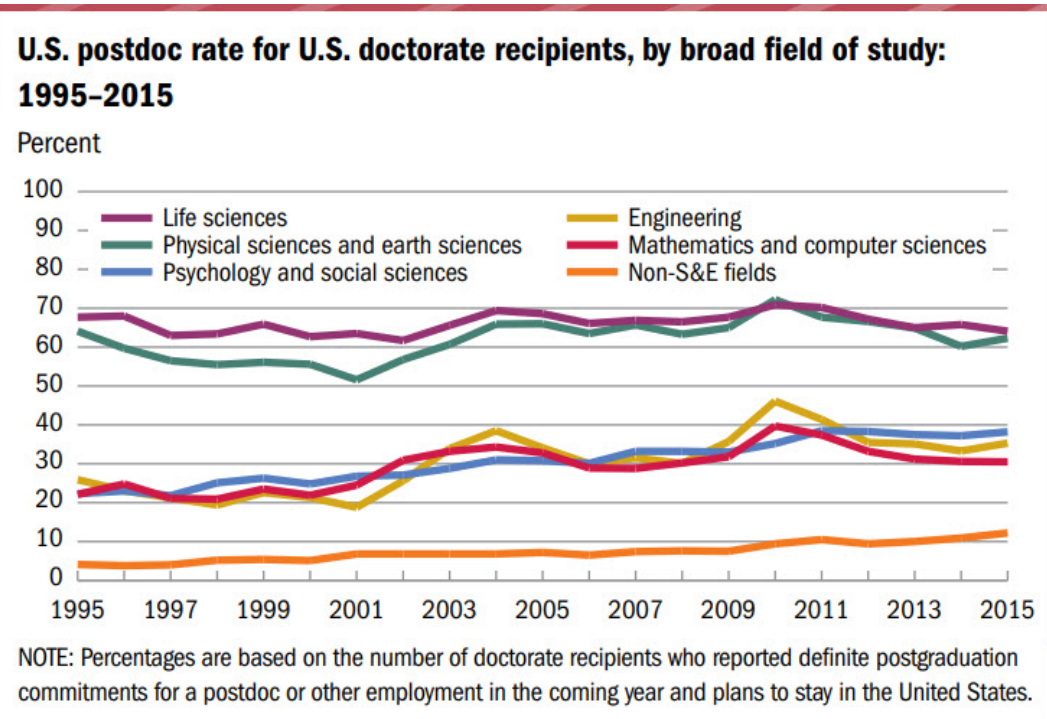 U.S. postdoc rate for U.S. doctorate recipients, by broad field of study:
1995–2015
Percent
100
90
80
70
60
50
40
30
20
10
0
Life sciences
Physical sciences and earth sciences
Psychology and social sciences
Engineering
Mathematics and computer sciences
Non-S&E fields
1995 1997 1999 2001 2003 2005 2007 2009 2011 2013 2015
NOTE: Percentages are based on the number of doctorate recipients who reported definite postgraduation
commitments for a postdoc or other employment in the coming year and plans to stay in the United States.